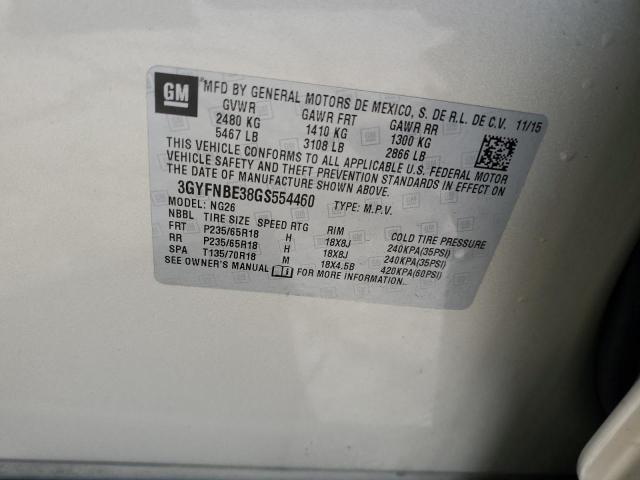 GM
*MFD BY GENERAL MOTORS DE MEXICO, S. DE R.L. DE C.V. 11/15
GVWR GAWR FRT GAWR RR
2480 KG 1410 KG 1300 KG
5467 LB 3108 LB 2866 LB
THIS VEHICLE CONFORMS TO ALL APPLICABLE U.S. FEDERAL MOTOR
VEHICLE SAFETY AND THEFT PREVENTION STANDARDS IN EFFECT ON THE
DATE OF MANUFACTURE SHOWN ABOVE.
3GYFNBE38GS554460 TYPE: M.P.V.
MODEL: NG26
NBBL TIRE SIZE SPEED RTG RIM COLD TIRE PRESSURE
FRT P235/65R18 H 18X8J 240KPA(35PSI)
RR P235/65R18 H 18X8J 240KPA(35PSI)
SPA T135/70R18 M 18X4.5B 420KPA(60PSI)
SEE OWNER'S MANUAL FOR MORE INFORMATION.